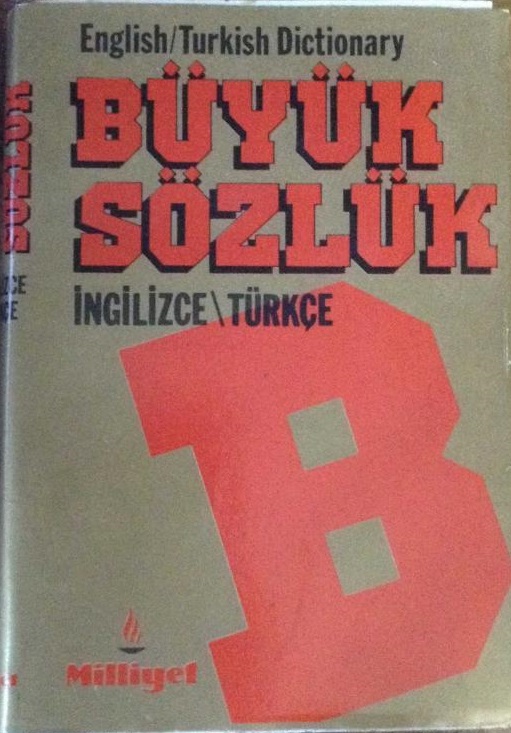 English/Turkish Dictionary
BÜYÜK
SÖZLÜK
İNGİLİZCE\TÜRKÇE
B
Milliyet
SÖZLÜK